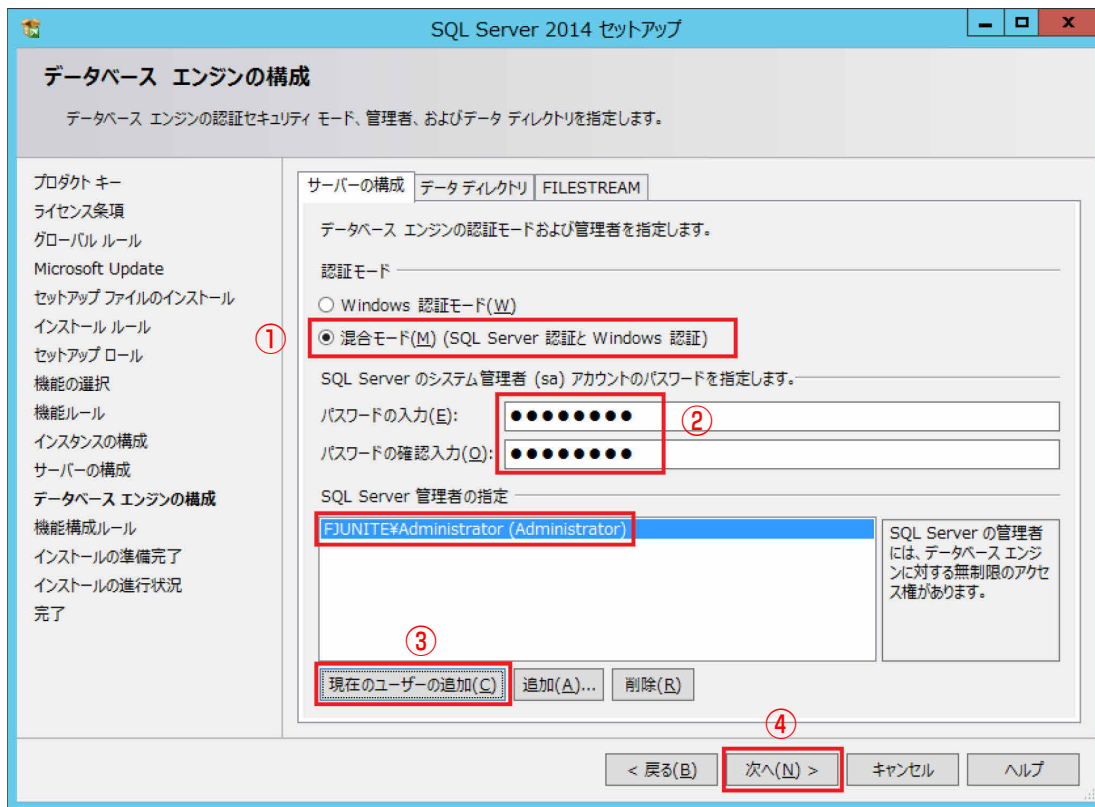 SQL Server 2014 セットアップ
データベース エンジンの構成
データベース エンジンの認証セキュリティ モード、管理者、およびデータ ディレクトリを指定します。
プロダクト キー
ライセンス条項
グローバル ルール
Microsoft Update
セットアップ ファイルのインストール
インストール ルール
セットアップ ロール
機能の選択
機能ルール
インスタンスの構成
サーバーの構成
データベース エンジンの構成
機能構成ルール
インストールの準備完了
インストールの進行状況
完了
サーバーの構成 データ ディレクトリ FILESTREAM
データベース エンジンの認証モードおよび管理者を指定します。
認証モード
Windows 認証モード(W)
① 混合モード(M) (SQL Server 認証と Windows 認証)
SQL Server のシステム管理者 (sa) アカウントのパスワードを指定します。
パスワードの入力(E): ●●●●●●●● ②
パスワードの確認入力(O): ●●●●●●●●
SQL Server 管理者の指定
FJUNITE¥Administrator (Administrator)
SQL Server の管理者
には、データベース エンジ
ンに対する無制限のアクセ
ス権があります。
③
現在のユーザーの追加(C) 追加(A)... 削除(R)
④
< 戻る(B) 次へ(N) > キャンセル ヘルプ